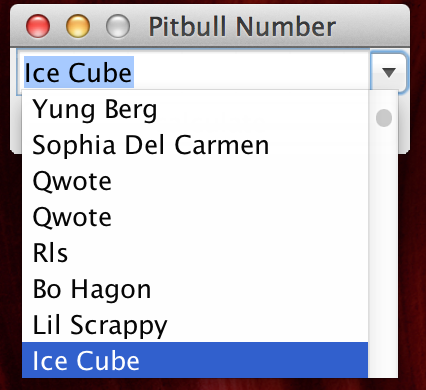 Pitbull Number
Ice Cube
Yung Berg
Sophia Del Carmen
Qwote
Qwote
Rls
Bo Hagon
Lil Scrappy
Ice Cube